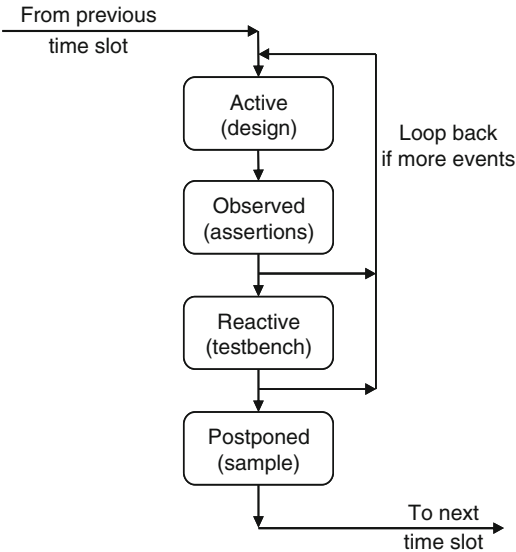 From previous
time slot
Active
(design)
Loop back
if more events
Observed
(assertions)
Reactive
(testbench)
Postponed
(sample)
To next
time slot